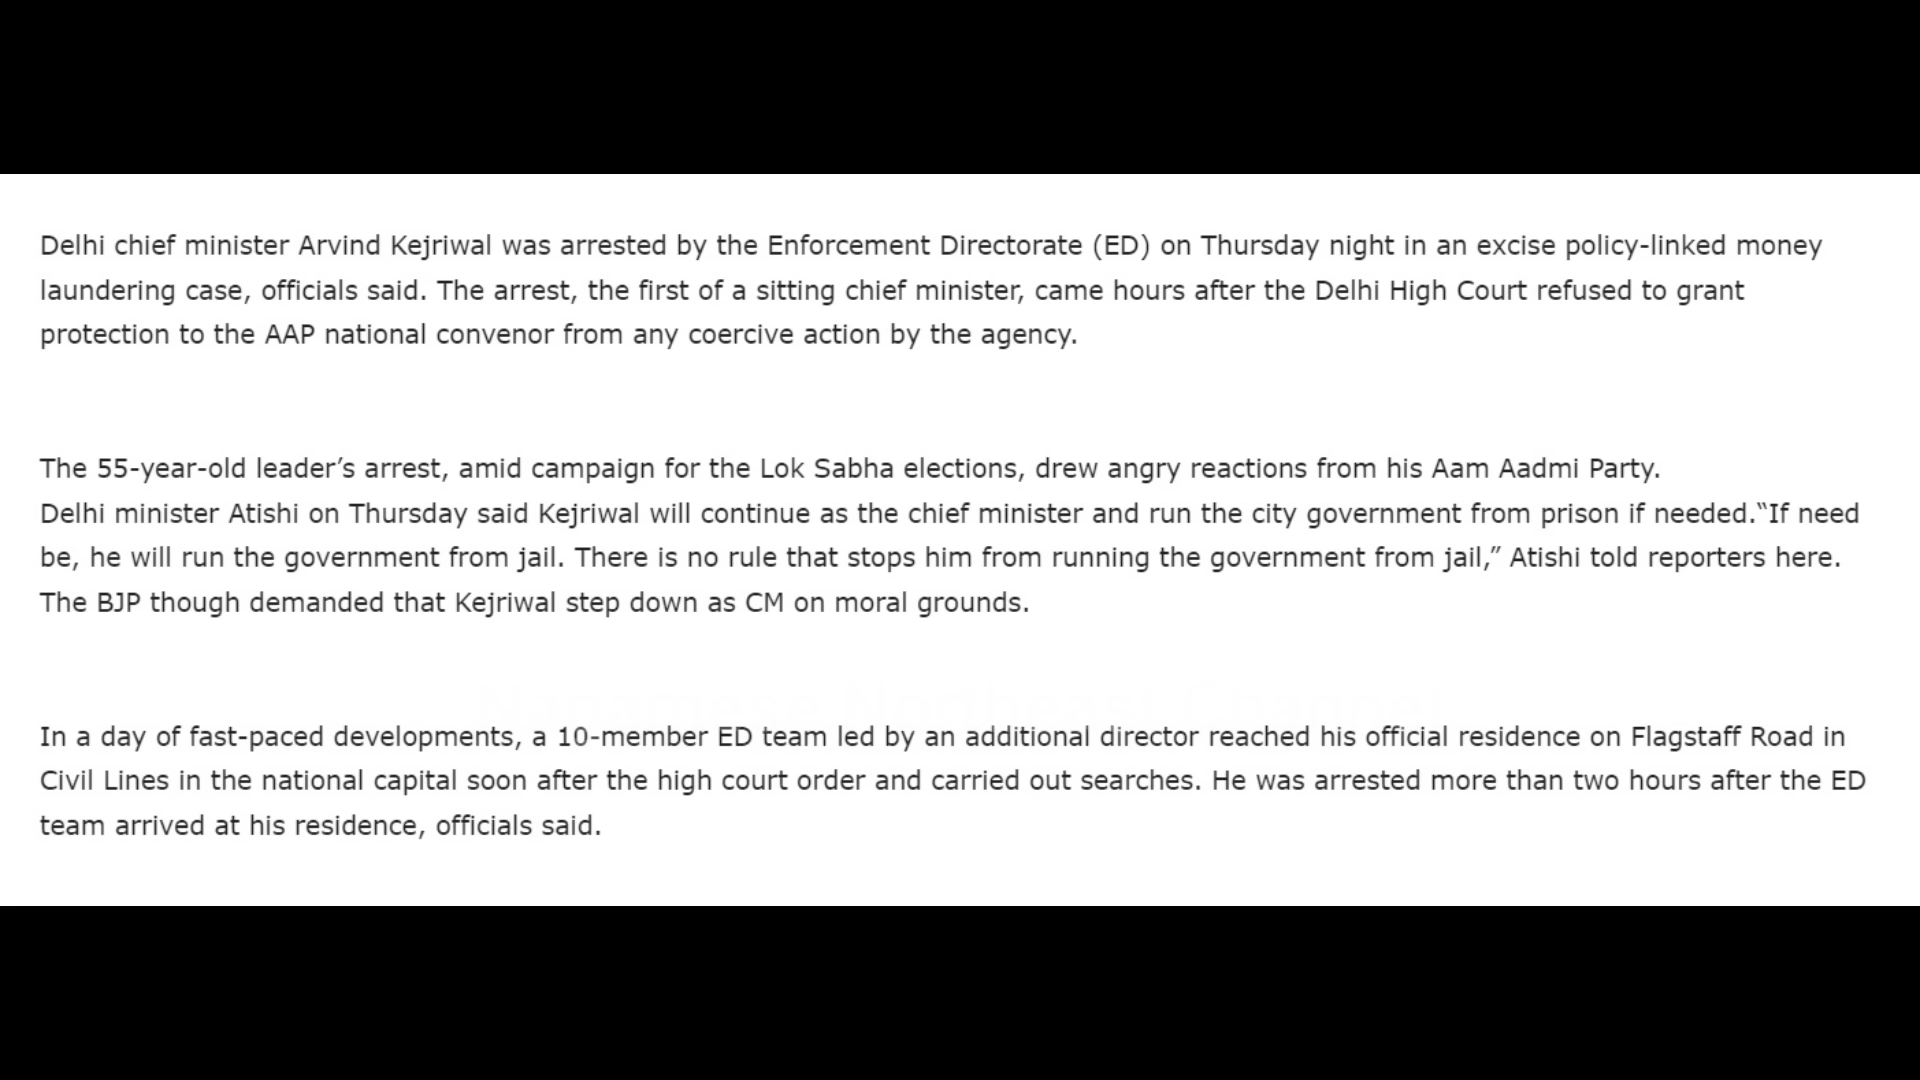 Delhi chief minister Arvind Kejriwal was arrested by the Enforcement Directorate (ED) on Thursday night in an excise policy-linked money
laundering case, officials said. The arrest, the first of a sitting chief minister, came hours after the Delhi High Court refused to grant
protection to the AAP national convenor from any coercive action by the agency.
The 55-year-old leader’s arrest, amid campaign for the Lok Sabha elections, drew angry reactions from his Aam Aadmi Party.
Delhi minister Atishi on Thursday said Kejriwal will continue as the chief minister and run the city government from prison if needed.“If need
be, he will run the government from jail. There is no rule that stops him from running the government from jail,” Atishi told reporters here.
The BJP though demanded that Kejriwal step down as CM on moral grounds.
In a day of fast-paced developments, a 10-member ED team led by an additional director reached his official residence on Flagstaff Road in
Civil Lines in the national capital soon after the high court order and carried out searches. He was arrested more than two hours after the ED
team arrived at his residence, officials said.